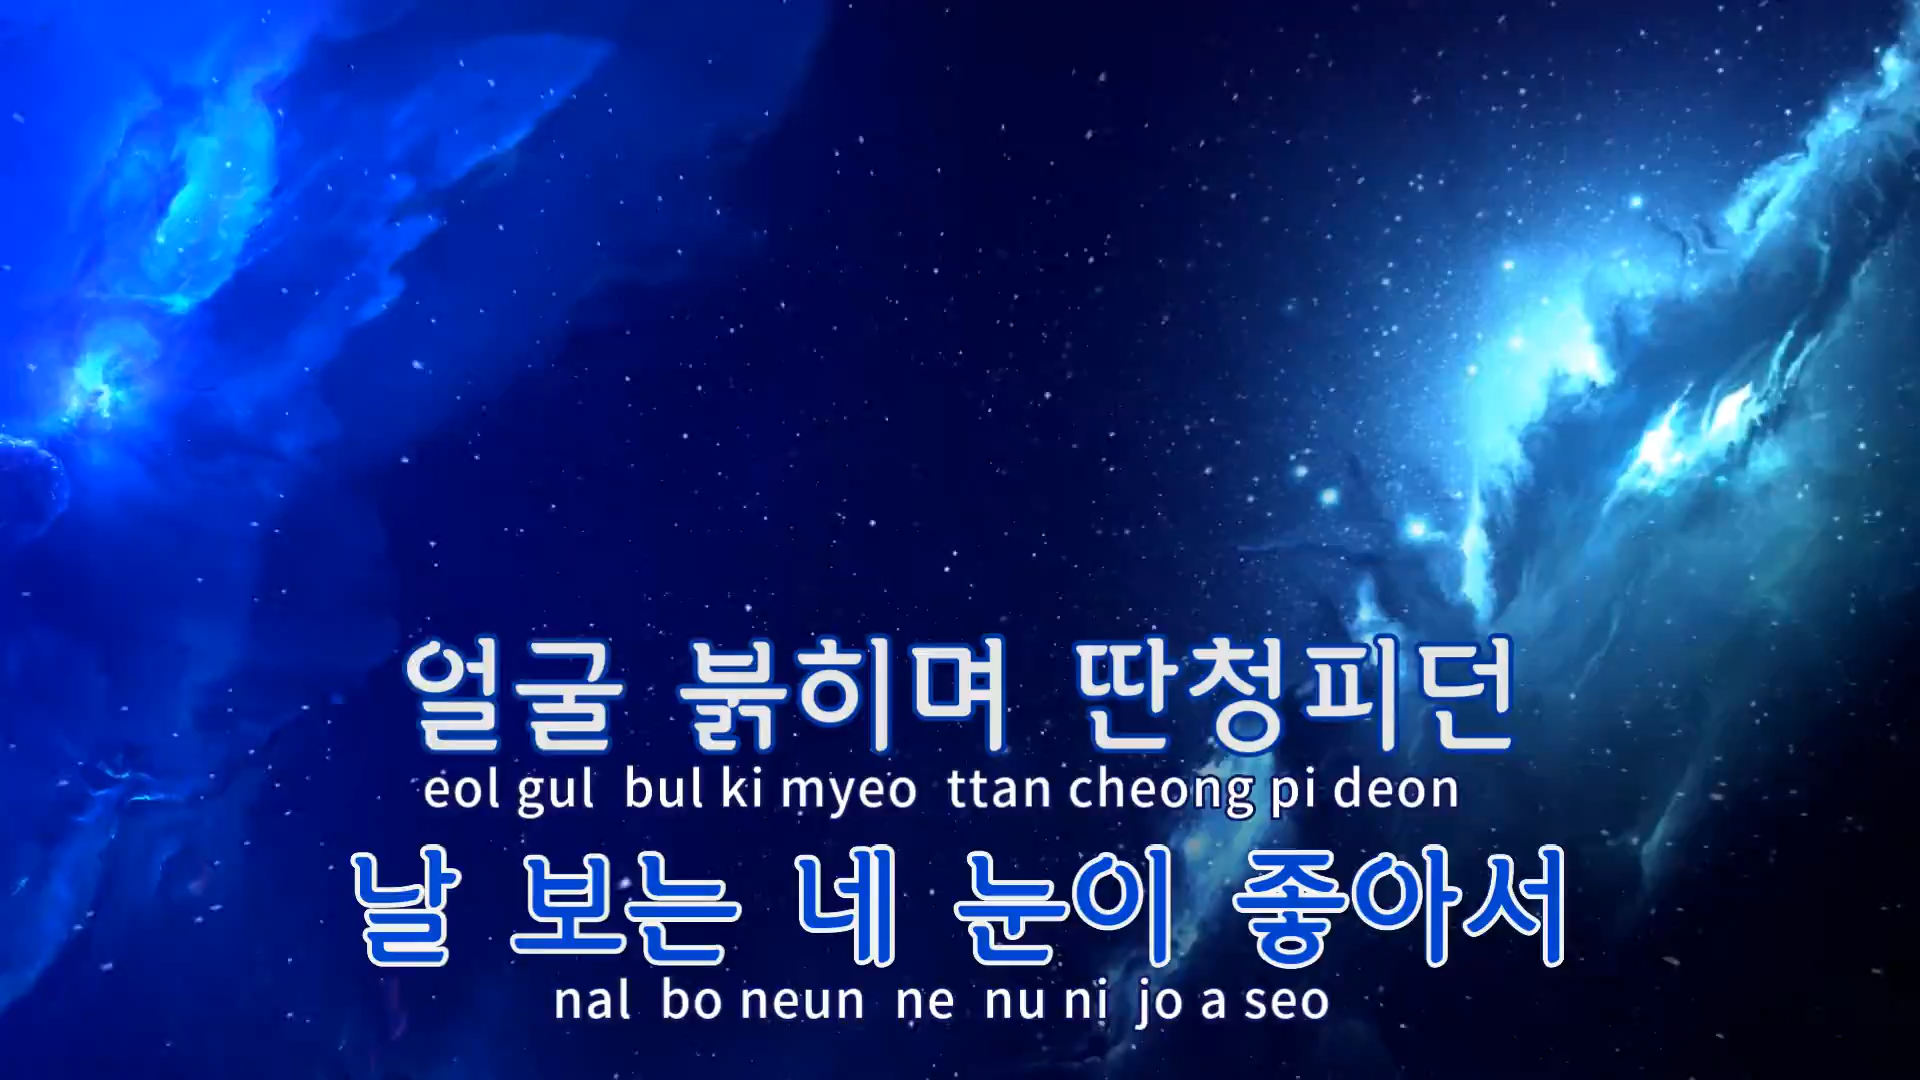 얼굴 붉히며 딴청피던
eol gul bul ki myeo ttan cheong pi deon
날 보는 네 눈이 좋아서
nal bo neun ne nu ni jo a seo